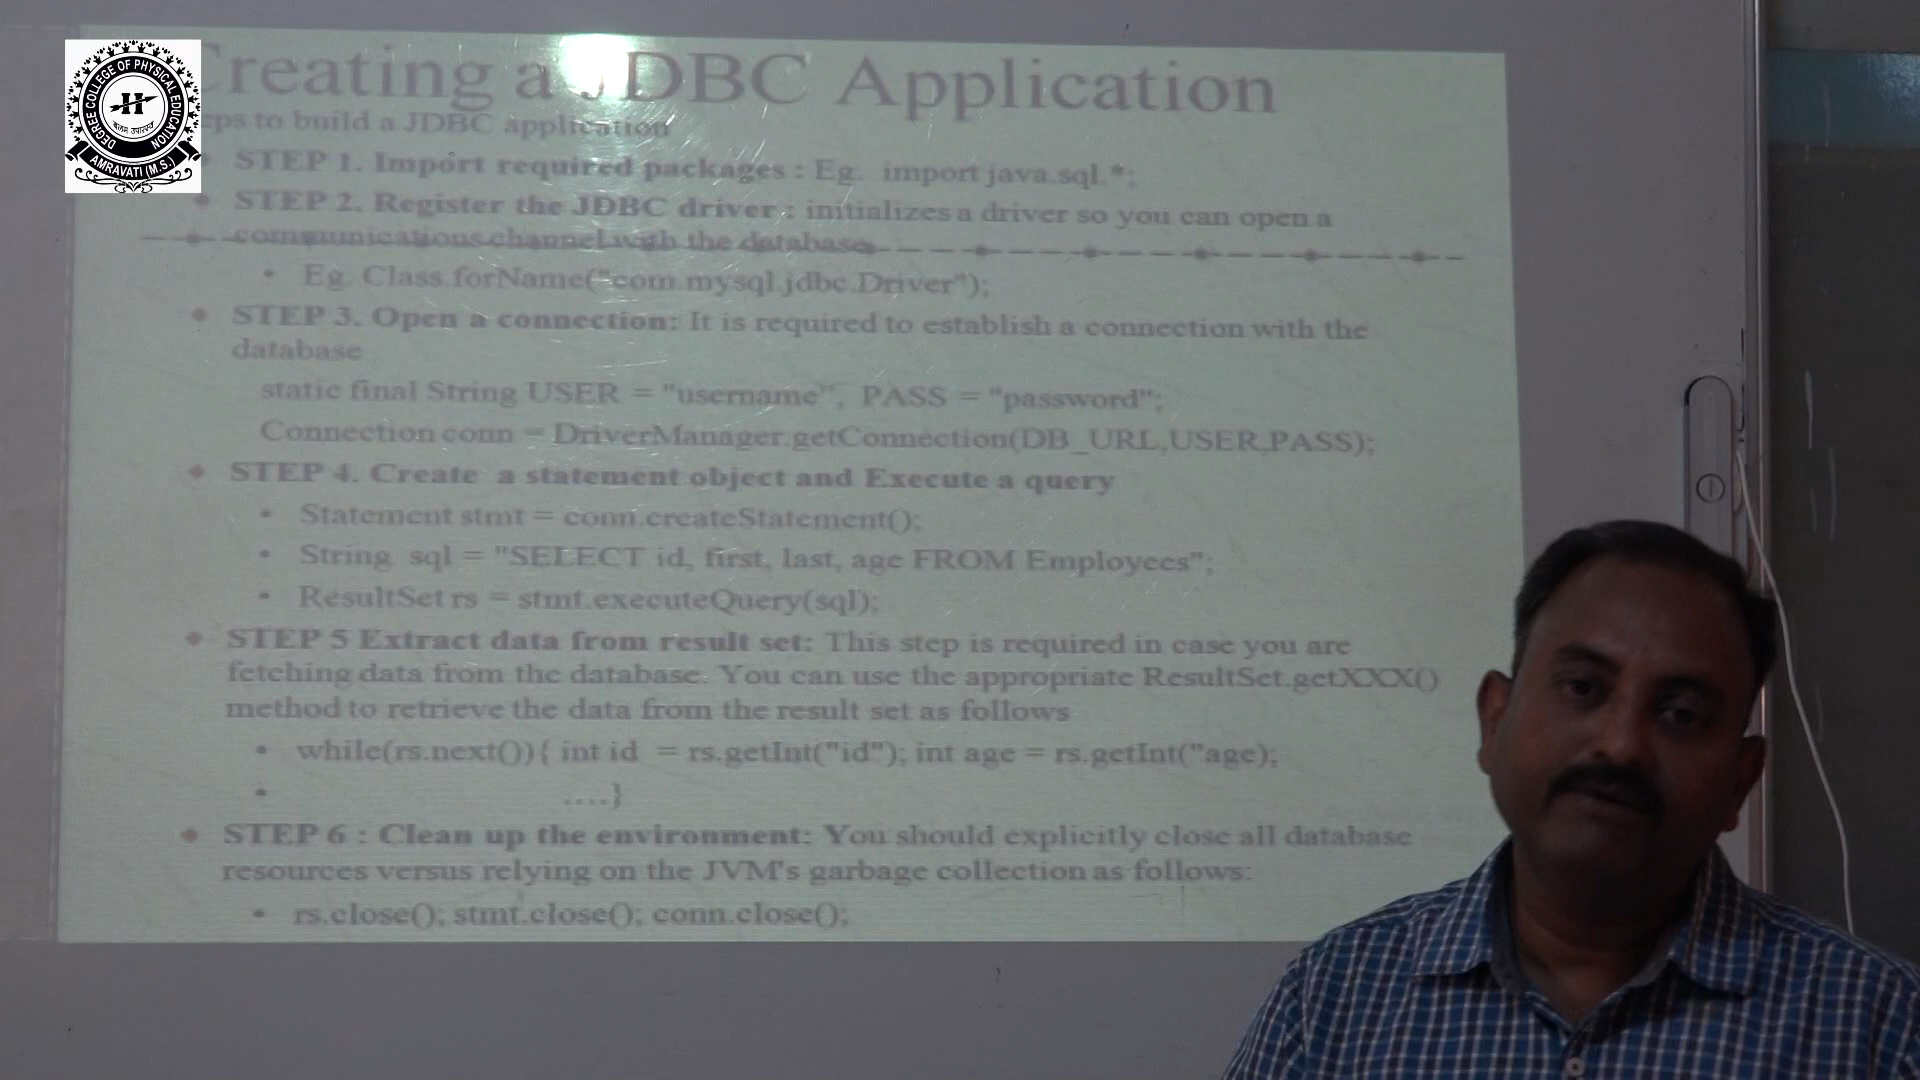 DEGREE COLLEGE OF PHYSICAL EDUCATION
AMRAVATI (M.S.)
Creating a JDBC Application
eps to build a JDBC application
STEP 1. Import required packages : Eg. import java.sql.*;
STEP 2. Register the JDBC driver : initializes a driver so you can open a
communications channel with the database
Eg. Class.forName("com.mysql.jdbc.Driver");
STEP 3. Open a connection: It is required to establish a connection with the
database
static final String USER = "username", PASS = "password";
Connection conn = DriverManager.getConnection(DB_URL,USER,PASS);
STEP 4. Create a statement object and Execute a query
Statement stmt = conn.createStatement();
String sql = "SELECT id, first, last, age FROM Employees";
ResultSet rs = stmt.executeQuery(sql);
STEP 5 Extract data from result set: This step is required in case you are
fetching data from the database. You can use the appropriate ResultSet.getXXX()
method to retrieve the data from the result set as follows
while(rs.next()){ int id = rs.getInt("id"); int age = rs.getInt("age);
....}
STEP 6 : Clean up the environment: You should explicitly close all database
resources versus relying on the JVM's garbage collection as follows:
rs.close(); stmt.close(); conn.close();